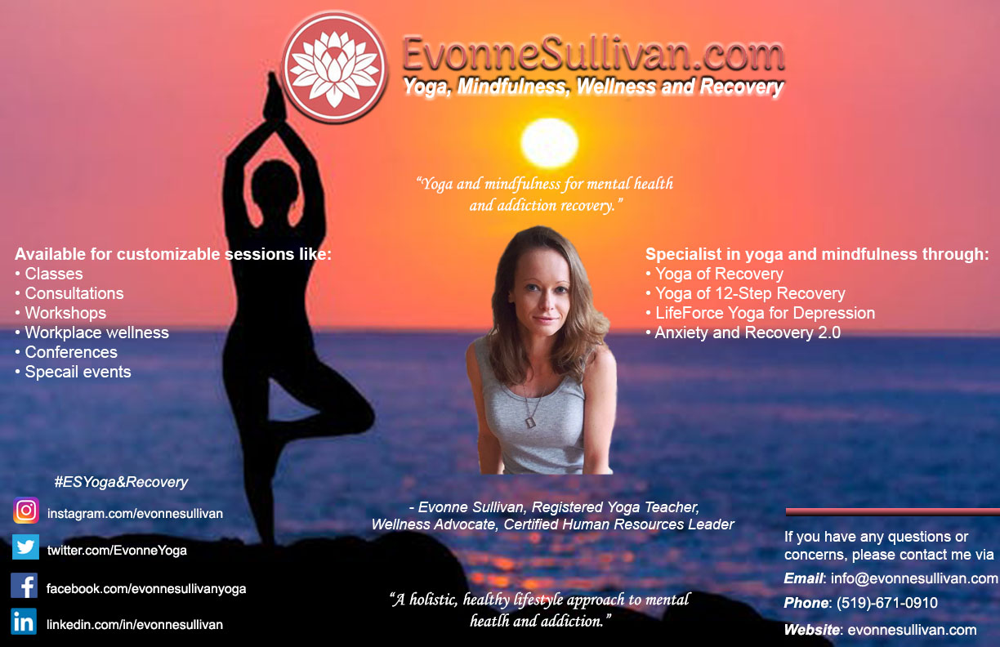 EvonneSullivan.com
Yoga, Mindfulness, Wellness and Recovery
“Yoga and mindfulness for mental health
and addiction recovery.”
Available for customizable sessions like:
• Classes
• Consultations
• Workshops
• Workplace wellness
• Conferences
• Specail events
Specialist in yoga and mindfulness through:
• Yoga of Recovery
• Yoga of 12-Step Recovery
• LifeForce Yoga for Depression
• Anxiety and Recovery 2.0
#ESYoga&Recovery
instagram.com/evonnesullivan
twitter.com/EvonneYoga
facebook.com/evonnesullivanyoga
in linkedin.com/in/evonnesullivan
- Evonne Sullivan, Registered Yoga Teacher,
Wellness Advocate, Certified Human Resources Leader
“A holistic, healthy lifestyle approach to mental
heatlh and addiction.”
If you have any questions or
concerns, please contact me via
Email: info@evonnesullivan.com
Phone: (519)-671-0910
Website: evonnesullivan.com